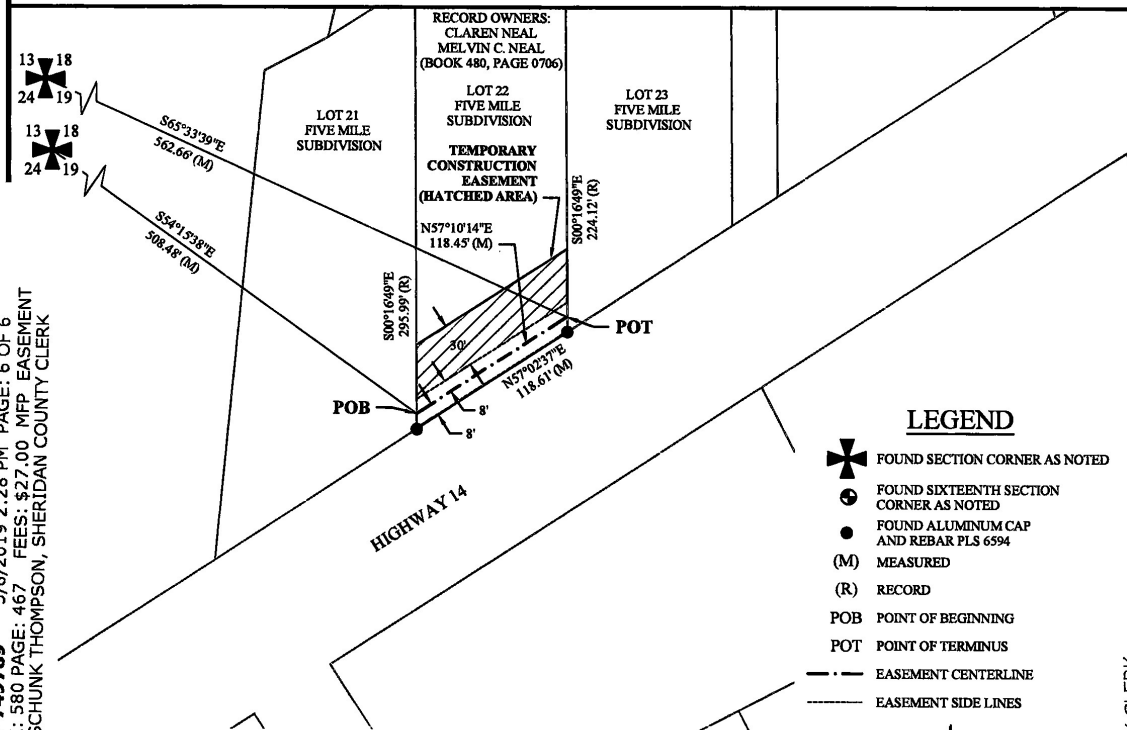 RECORD OWNERS:
CLAREN NEAL
MELVIN C. NEAL
(BOOK 480, PAGE 0706)
13 18
24 19
13 18
24 19
S65°33'39"E
562.66' (M)
S54°15'38"E
508.48' (M)
LOT 21
FIVE MILE
SUBDIVISION
LOT 22
FIVE MILE
SUBDIVISION
LOT 23
FIVE MILE
SUBDIVISION
TEMPORARY
CONSTRUCTION
EASEMENT
(HATCHED AREA)
N57°10'14"E
118.45' (M)
S00°16'49"E
224.12' (R)
S00°16'49"E
295.99' (R)
30'
POT
N57°02'37"E
118.61' (M)
POB
8'
8'
HIGHWAY 14
LEGEND
FOUND SECTION CORNER AS NOTED
FOUND SIXTEENTH SECTION
CORNER AS NOTED
FOUND ALUMINUM CAP
AND REBAR PLS 6594
(M) MEASURED
(R) RECORD
POB POINT OF BEGINNING
POT POINT OF TERMINUS
EASEMENT CENTERLINE
EASEMENT SIDE LINES
2:28 PM PAGE: 6 OF 6
: 580 PAGE: 467 FEES: $27.00 MFP EASEMENT
SCHUNK THOMPSON, SHERIDAN COUNTY CLERK
CLERK